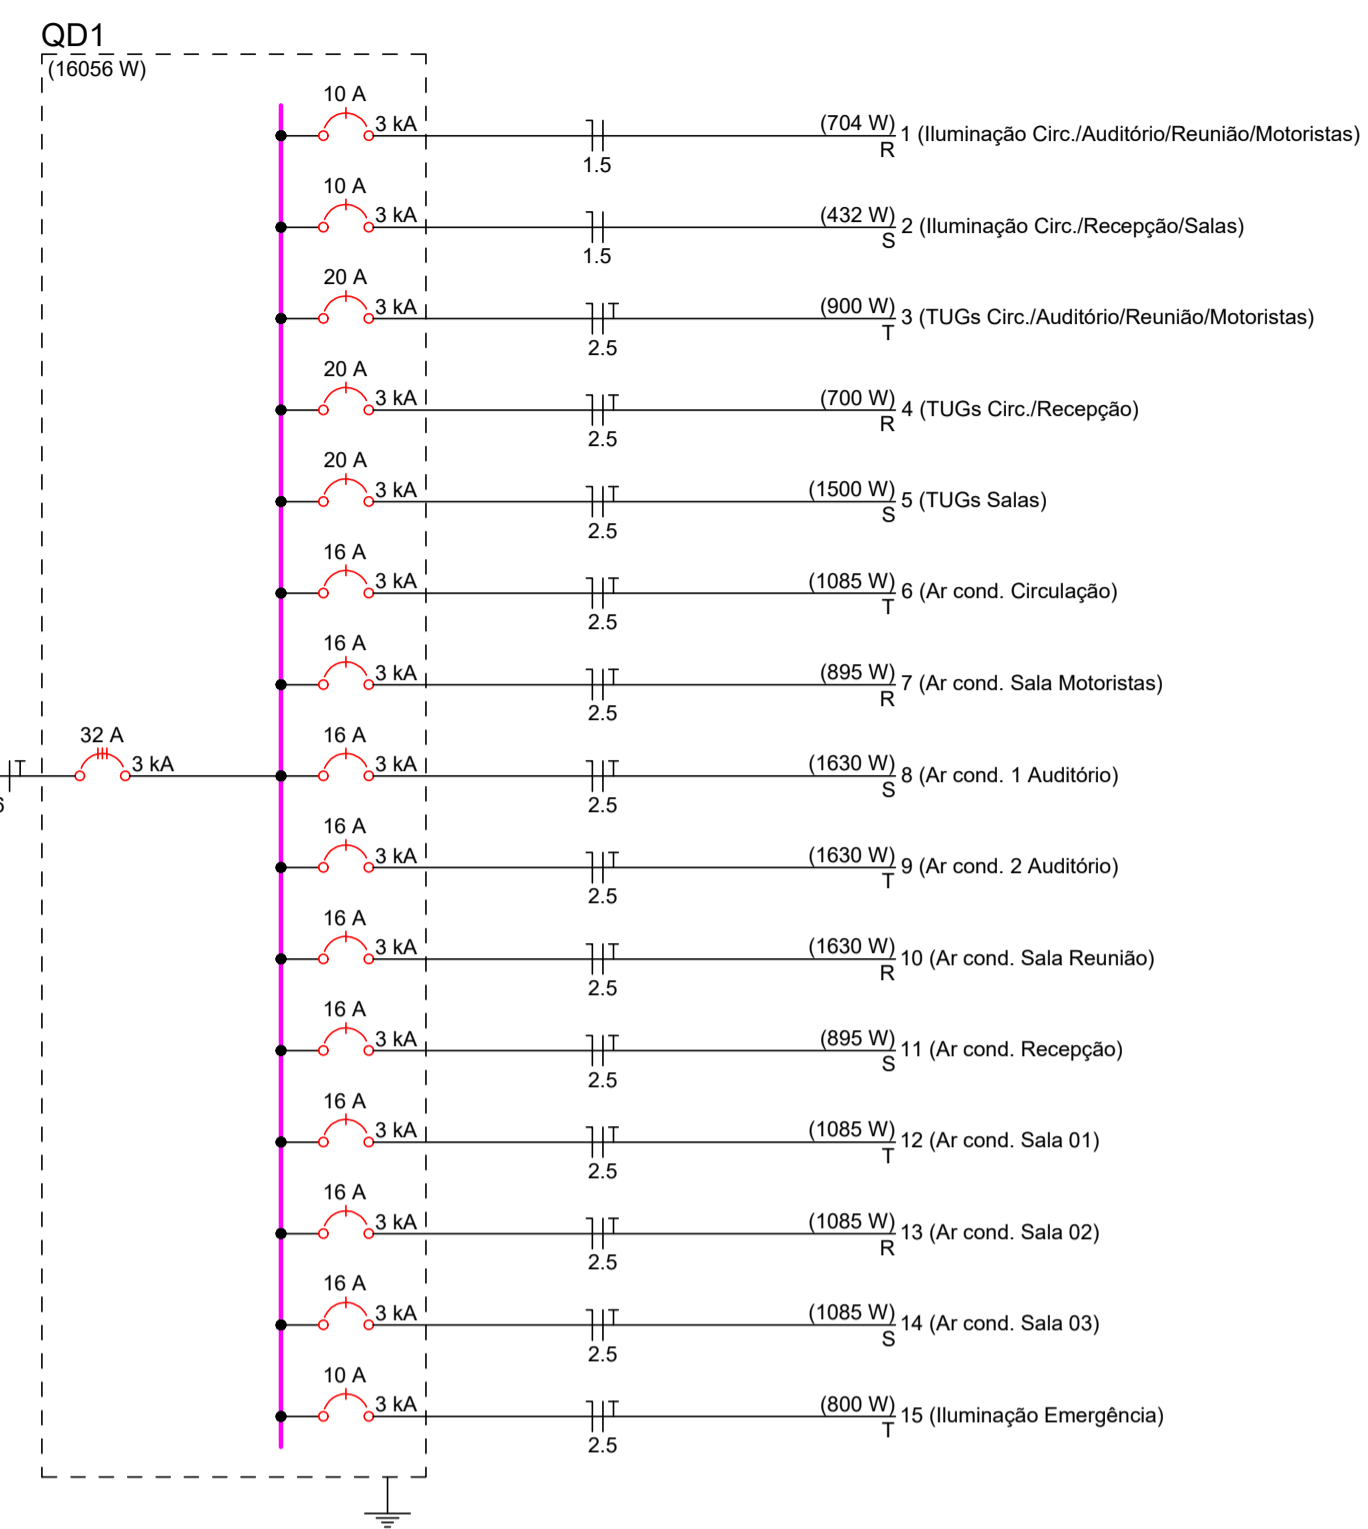 QD1
(16056 W)
10 A
3 kA
1.5
(704 W)
R
1 (Iluminação Circ./Auditório/Reunião/Motoristas)
10 A
3 kA
1.5
(432 W)
S
2 (Iluminação Circ./Recepção/Salas)
20 A
3 kA
T
2.5
(900 W)
T
3 (TUGs Circ./Auditório/Reunião/Motoristas)
20 A
3 kA
T
2.5
(700 W)
R
4 (TUGs Circ./Recepção)
20 A
3 kA
T
2.5
(1500 W)
S
5 (TUGs Salas)
16 A
3 kA
T
2.5
(1085 W)
T
6 (Ar cond. Circulação)
16 A
3 kA
T
2.5
(895 W)
R
7 (Ar cond. Sala Motoristas)
T
32 A
3 kA
16 A
3 kA
T
2.5
(1630 W)
S
8 (Ar cond. 1 Auditório)
16 A
3 kA
T
2.5
(1630 W)
T
9 (Ar cond. 2 Auditório)
16 A
3 kA
T
2.5
(1630 W)
R
10 (Ar cond. Sala Reunião)
16 A
3 kA
T
2.5
(895 W)
S
11 (Ar cond. Recepção)
16 A
3 kA
T
2.5
(1085 W)
T
12 (Ar cond. Sala 01)
16 A
3 kA
T
2.5
(1085 W)
R
13 (Ar cond. Sala 02)
16 A
3 kA
T
2.5
(1085 W)
S
14 (Ar cond. Sala 03)
10 A
3 kA
T
2.5
(800 W)
T
15 (Iluminação Emergência)